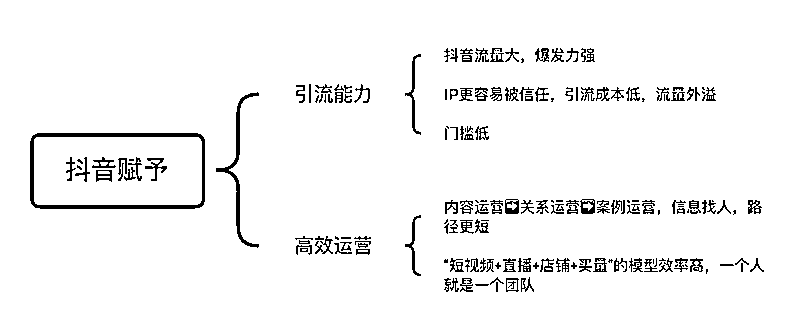 抖音赋予
引流能力
抖音流量大，爆发力强
IP更容易被信任，引流成本低，流量外溢
门槛低
高效运营
内容运营➡关系运营➡案例运营，信息找人，路
径更短
“短视频+直播+店铺+买量”的模型效率高，一个人
就是一个团队